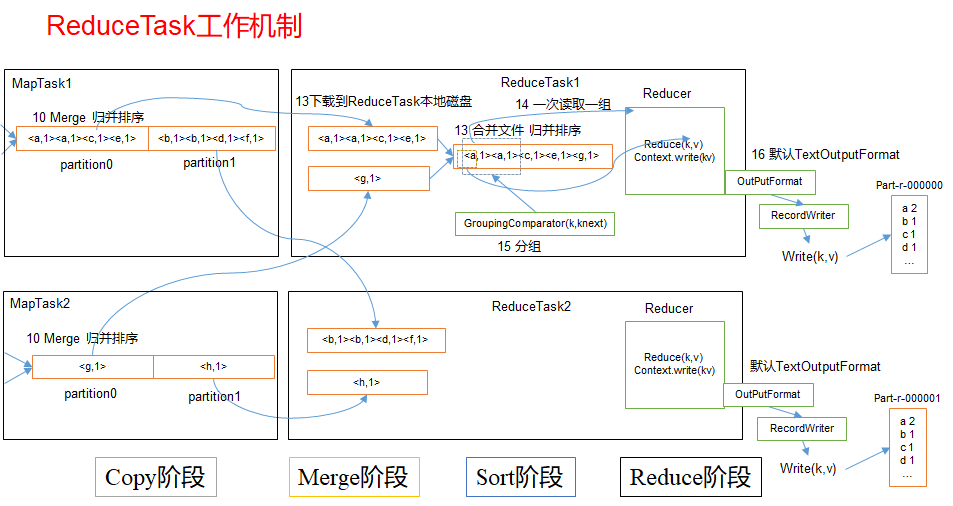 ReduceTask工作机制
MapTask1
10 Merge 归并排序
<a,1><a,1><c,1><e,1>
<b,1><b,1><d,1><f,1>
partition0
partition1
ReduceTask1
13下载到ReduceTask本地磁盘
14 一次读取一组
Reducer
<a,1><a,1><c,1><e,1>
13 合并文件 归并排序
<a,1><a,1><c,1><e,1><g,1>
<g,1>
Reduce(k,v)
Context.write(kv)
GroupingComparator(k,knext)
15 分组
16 默认TextOutputFormat
OutPutFormat
RecordWriter
Write(k,v)
Part-r-000000
a 2
b 1
c 1
d 1
...
MapTask2
10 Merge 归并排序
<g,1>
<h,1>
partition0
partition1
ReduceTask2
Reducer
<b,1><b,1><d,1><f,1>
<h,1>
Reduce(k,v)
Context.write(kv)
默认TextOutputFormat
OutPutFormat
RecordWriter
Write(k,v)
Part-r-000001
a 2
b 1
c 1
d 1
...
Copy阶段
Merge阶段
Sort阶段
Reduce阶段